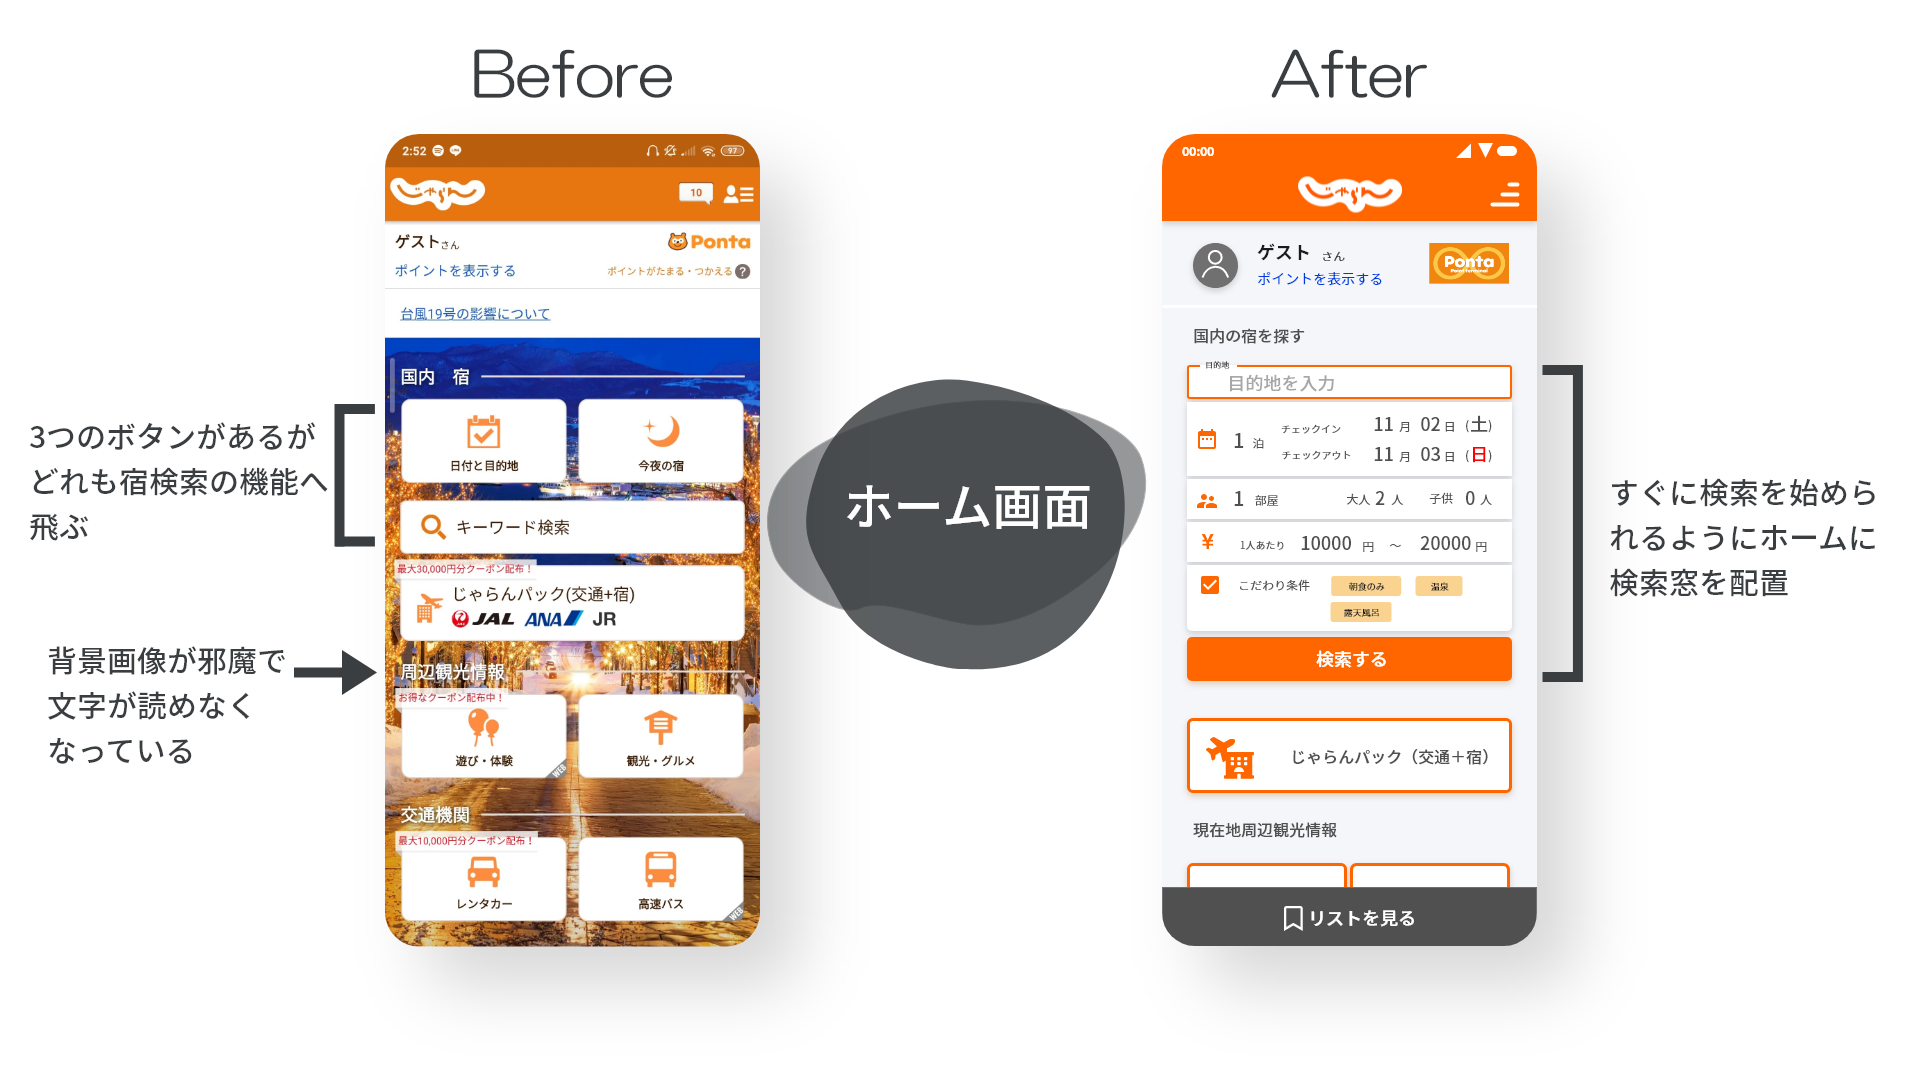 Before
After
2:52
97
じゃらん
10
ゲストさん
Ponta
ポイントを表示する
ポイントがたまる・つかえる ?
台風19号の影響について
国内 宿
日付と目的地
今夜の宿
キーワード検索
最大30,000円分クーポン配布！
じゃらんパック(交通+宿)
JAL ANA JR
周辺観光情報
お得なクーポン配布中！
遊び・体験
WEB
観光・グルメ
交通機関
最大10,000円分クーポン配布！
レンタカー
高速バス
WEB
3つのボタンがあるが
どれも宿検索の機能へ
飛ぶ
背景画像が邪魔で
文字が読めなく
なっている
ホーム画面
00:00
じゃらん
ゲスト さん
ポイントを表示する
Ponta
Point terminal
国内の宿を探す
目的地
目的地を入力
1 泊
チェックイン 11 月 02 日 (土)
チェックアウト 11 月 03 日 (日)
1 部屋 大人 2 人 子供 0 人
¥ 1人あたり 10000 円 ～ 20000 円
こだわり条件 朝食のみ 温泉
露天風呂
検索する
じゃらんパック（交通＋宿）
現在地周辺観光情報
リストを見る
すぐに検索を始めら
れるようにホームに
検索窓を配置